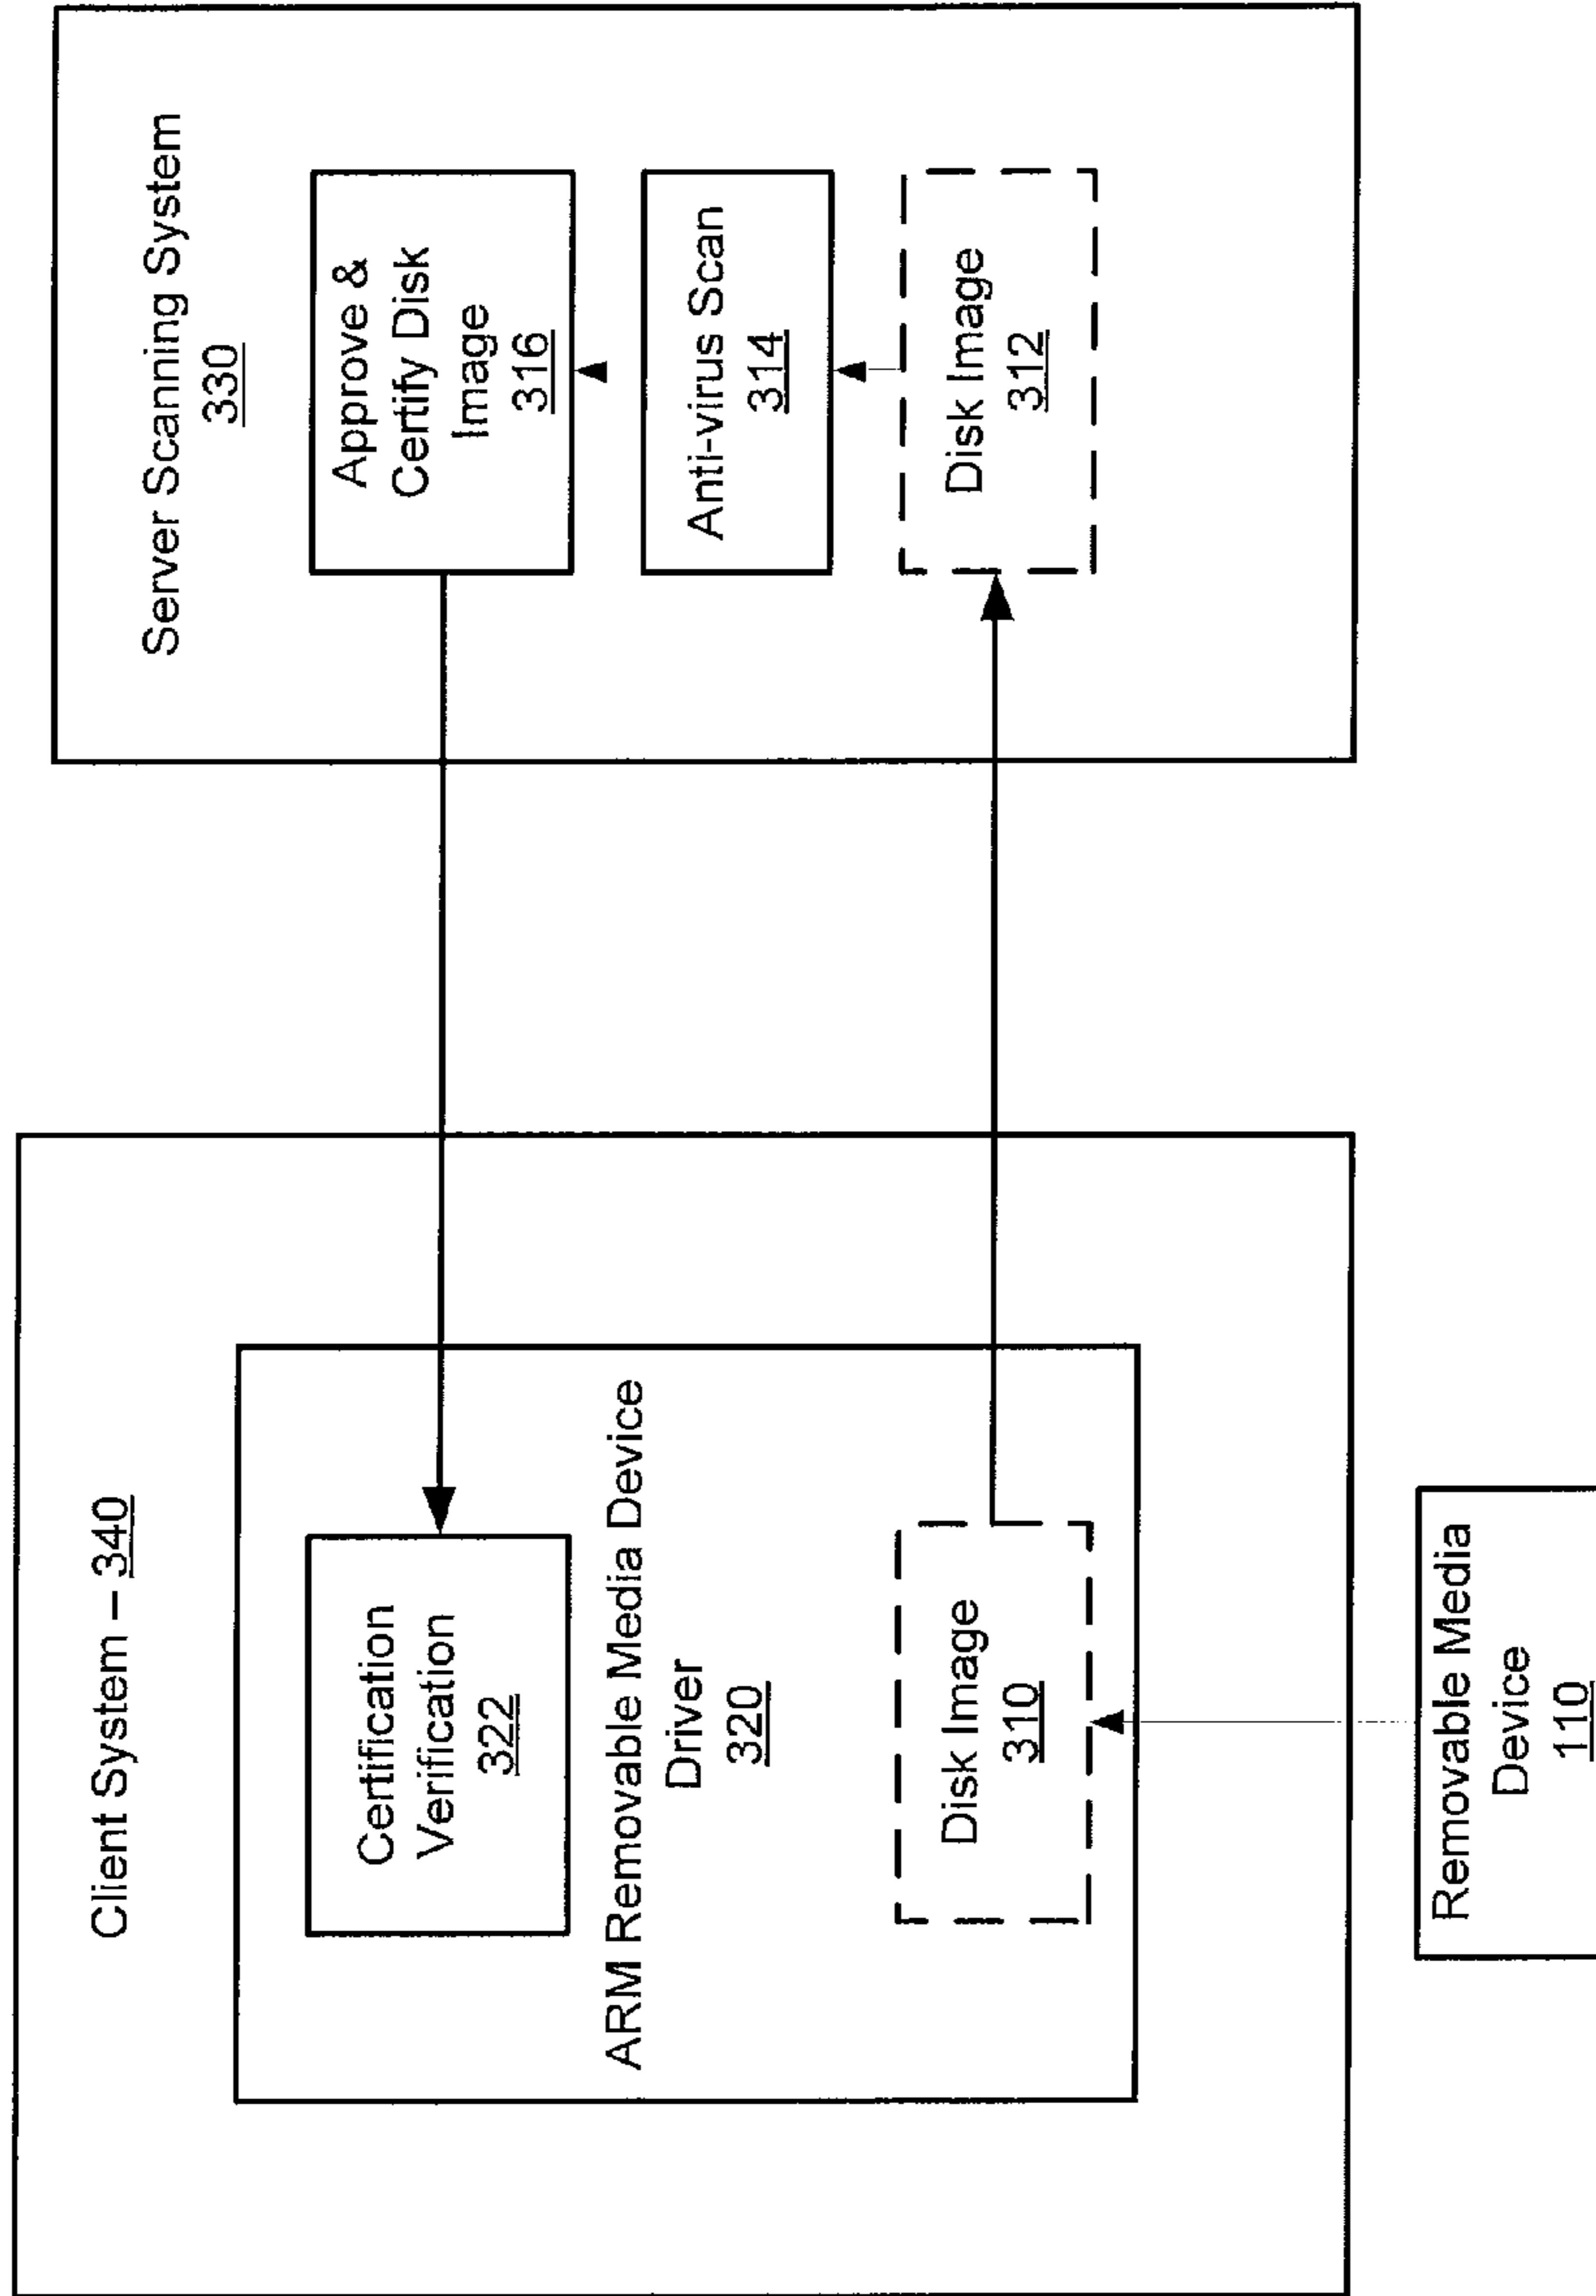 Client System – 340
Certification
Verification
322
ARM Removable Media Device
Driver
320
Disk Image
310
Removable Media
Device
110
Server Scanning System
330
Approve &
Certify Disk
Image
316
Anti-virus Scan
314
Disk Image
312